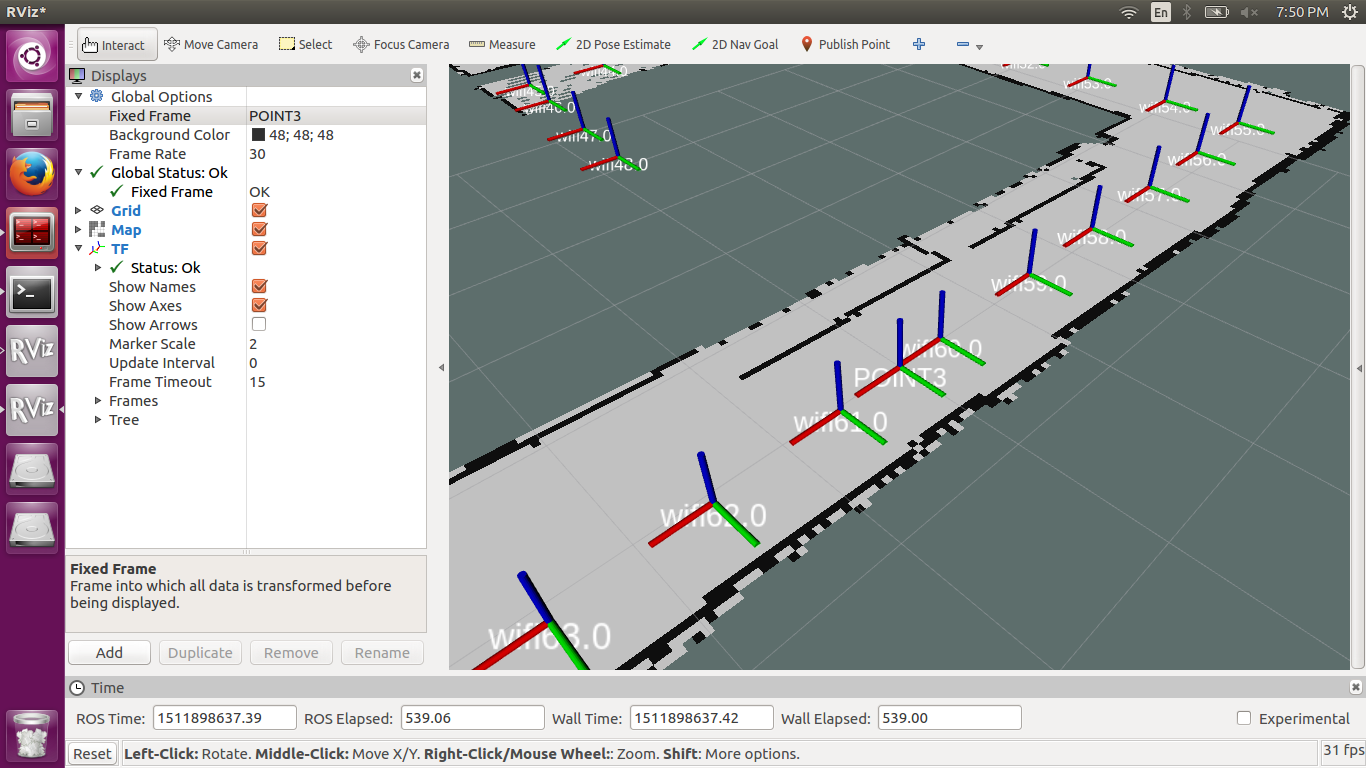 RViz*
En
7:50 PM
Interact Move Camera Select Focus Camera Measure 2D Pose Estimate 2D Nav Goal Publish Point
Displays
Global Options
Fixed Frame POINT3
Background Color 48; 48; 48
Frame Rate 30
Global Status: Ok
Fixed Frame OK
Grid
Map
TF
Status: Ok
Show Names
Show Axes
Show Arrows
Marker Scale 2
Update Interval 0
Frame Timeout 15
Frames
Tree
Fixed Frame
Frame into which all data is transformed before
being displayed.
Add Duplicate Remove Rename
RViz
RViz
wifi46.0
wifi47.0
wifi48.0
wifi53.0
wifi54.0
wifi55.0
wifi56.0
wifi57.0
wifi58.0
wifi59.0
wifi60.0
POINT3
wifi61.0
wifi62.0
wifi63.0
Time
ROS Time: 1511898637.39 ROS Elapsed: 539.06 Wall Time: 1511898637.42 Wall Elapsed: 539.00 Experimental
Reset Left-Click: Rotate. Middle-Click: Move X/Y. Right-Click/Mouse Wheel:: Zoom. Shift: More options. 31 fps